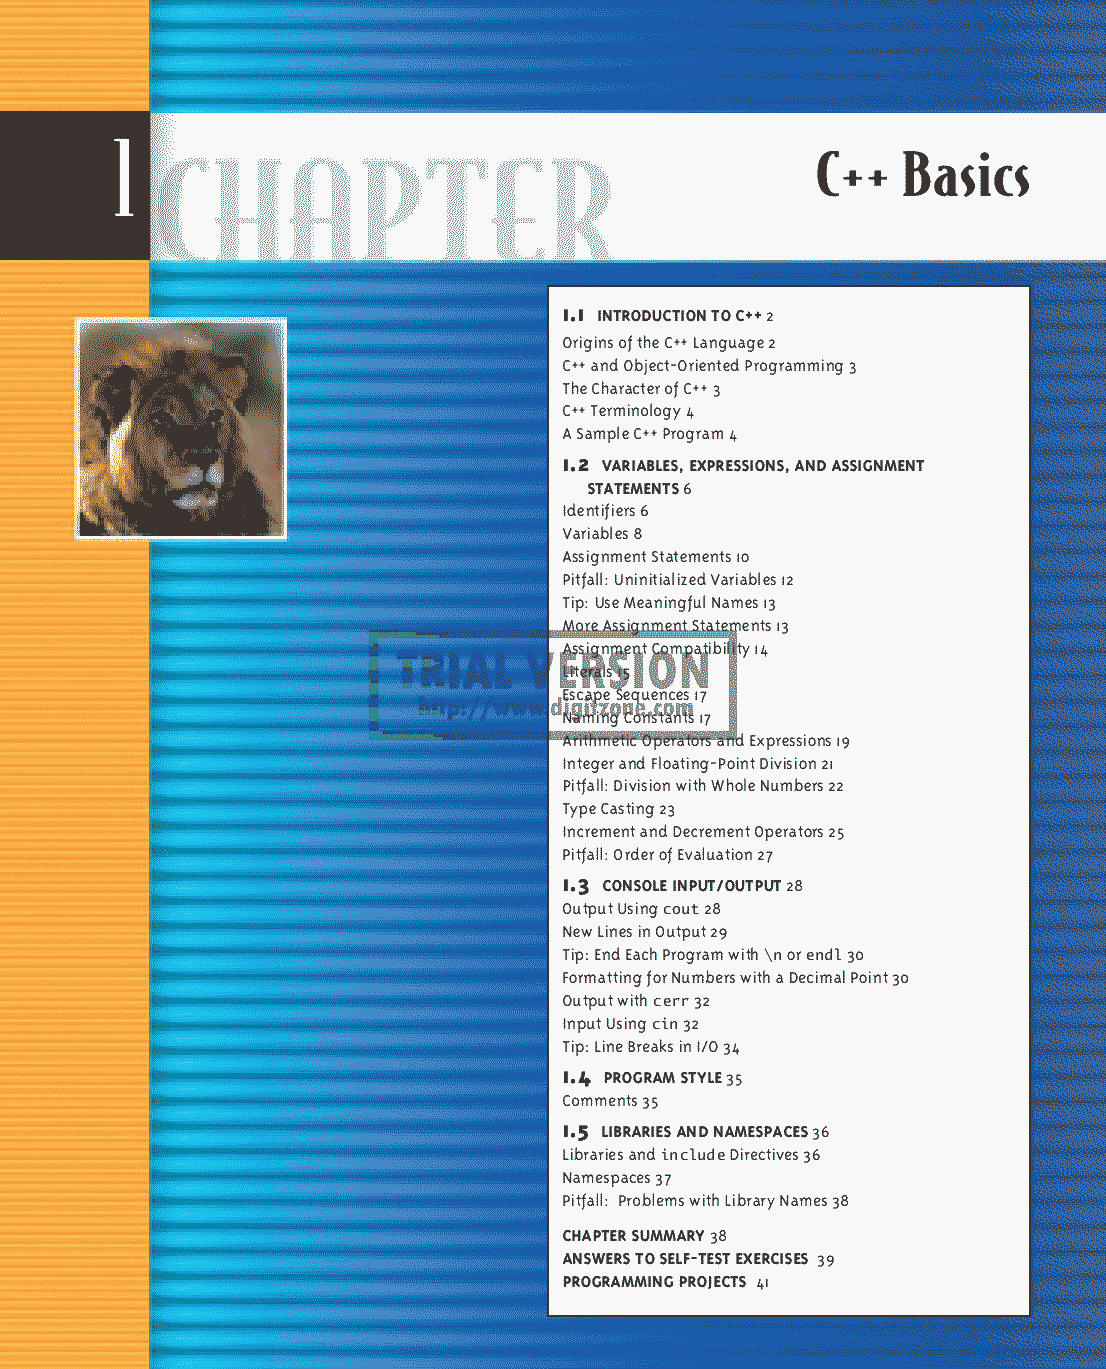 1 CHAPTER
C++ Basics
1.1 INTRODUCTION TO C++ 2
Origins of the C++ Language 2
C++ and Object-Oriented Programming 3
The Character of C++ 3
C++ Terminology 4
A Sample C++ Program 4
1.2 VARIABLES, EXPRESSIONS, AND ASSIGNMENT
STATEMENTS 6
Identifiers 6
Variables 8
Assignment Statements 10
Pitfall: Uninitialized Variables 12
Tip: Use Meaningful Names 13
More Assignment Statements 13
Assignment Compatibility 14
Literals 15
Escape Sequences 17
Naming Constants 17
Arithmetic Operators and Expressions 19
Integer and Floating-Point Division 21
Pitfall: Division with Whole Numbers 22
Type Casting 23
Increment and Decrement Operators 25
Pitfall: Order of Evaluation 27
1.3 CONSOLE INPUT/OUTPUT 28
Output Using cout 28
New Lines in Output 29
Tip: End Each Program with \n or endl 30
Formatting for Numbers with a Decimal Point 30
Output with cerr 32
Input Using cin 32
Tip: Line Breaks in I/O 34
1.4 PROGRAM STYLE 35
Comments 35
1.5 LIBRARIES AND NAMESPACES 36
Libraries and include Directives 36
Namespaces 37
Pitfall: Problems with Library Names 38
CHAPTER SUMMARY 38
ANSWERS TO SELF-TEST EXERCISES 39
PROGRAMMING PROJECTS 41
TRIAL VERSION
http://www.digitzone.com